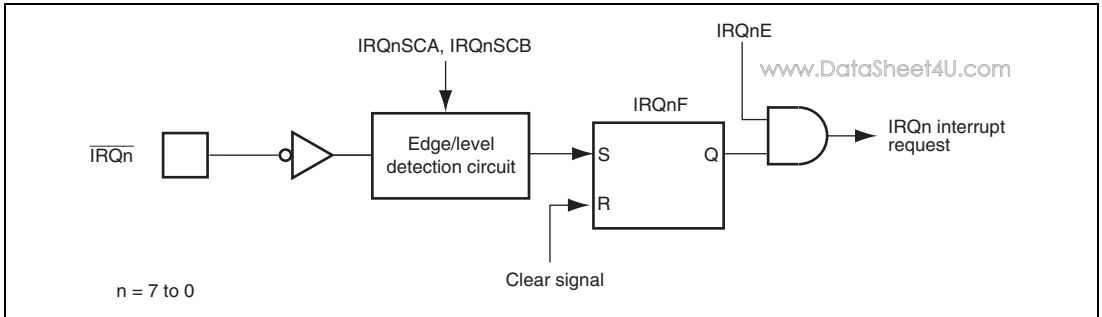 IRQnE
IRQnSCA, IRQnSCB
www.DataSheet4U.com
IRQnF
IRQn
Edge/level
detection circuit
S
Q
IRQn interrupt
request
R
Clear signal
n = 7 to 0